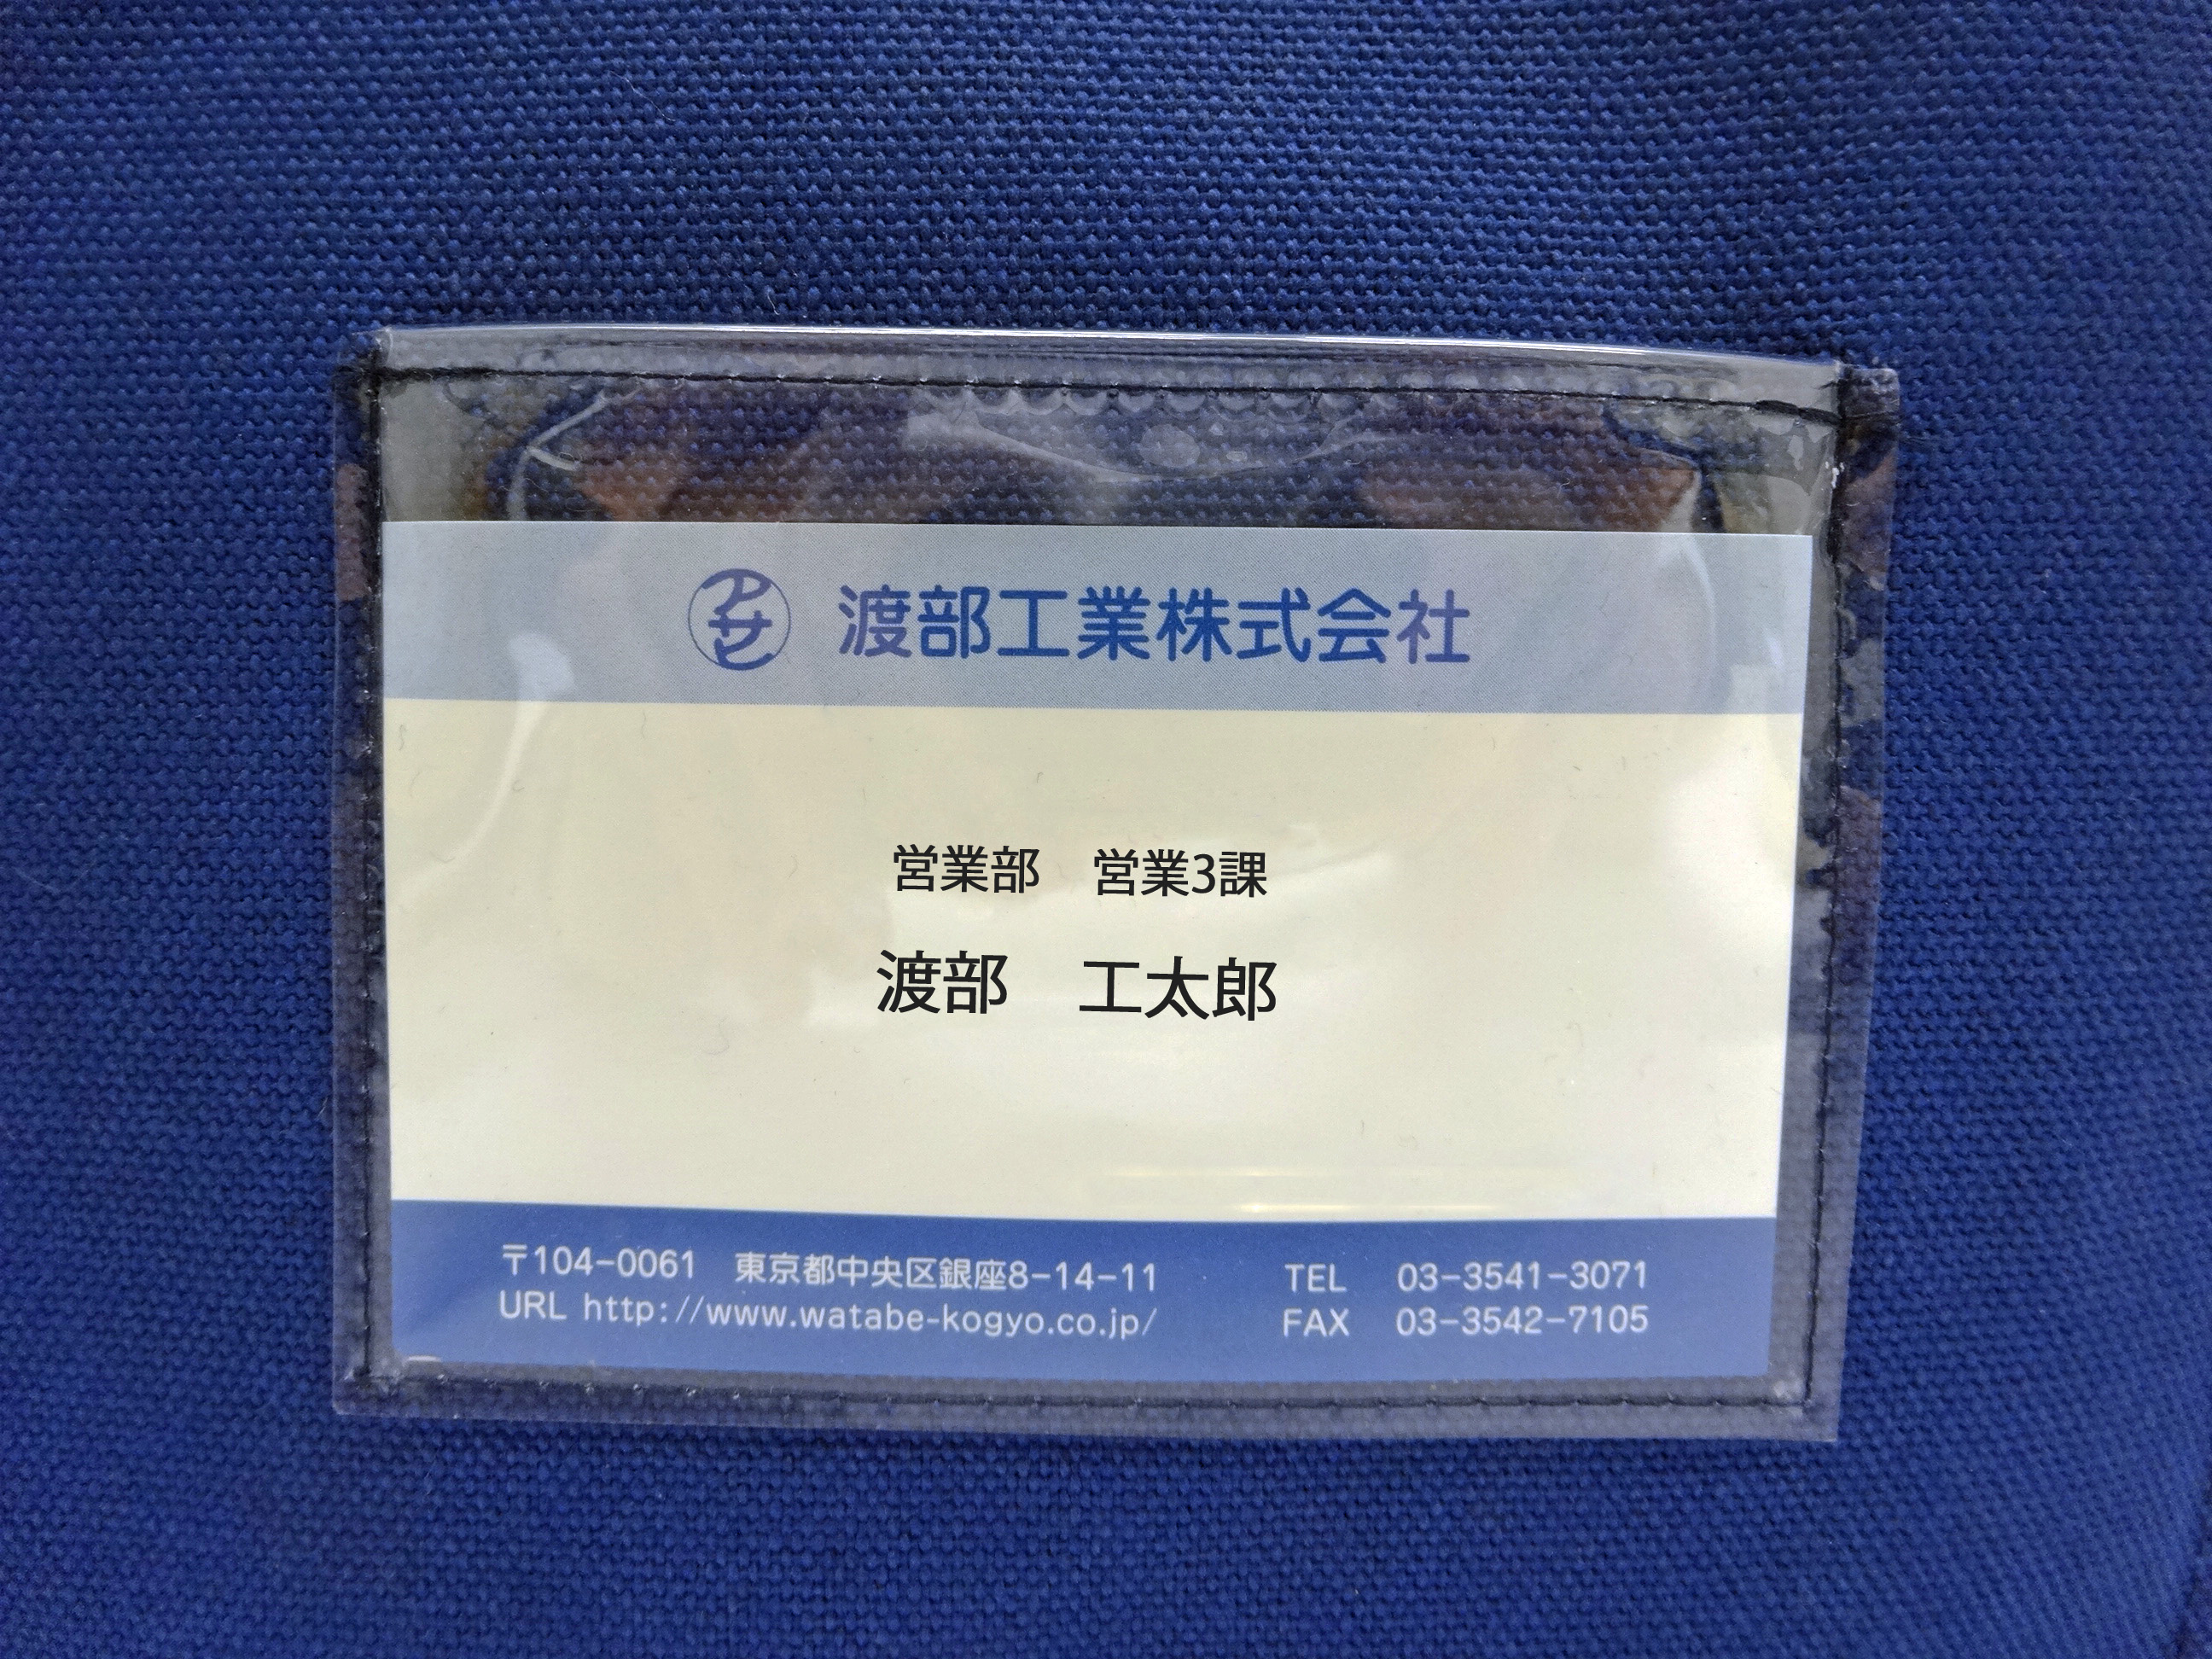 渡部工業株式会社
営業部　営業3課
渡部　工太郎
〒104-0061　東京都中央区銀座8-14-11　TEL　03-3541-3071
URL http://www.watabe-kogyo.co.jp/　FAX　03-3542-7105